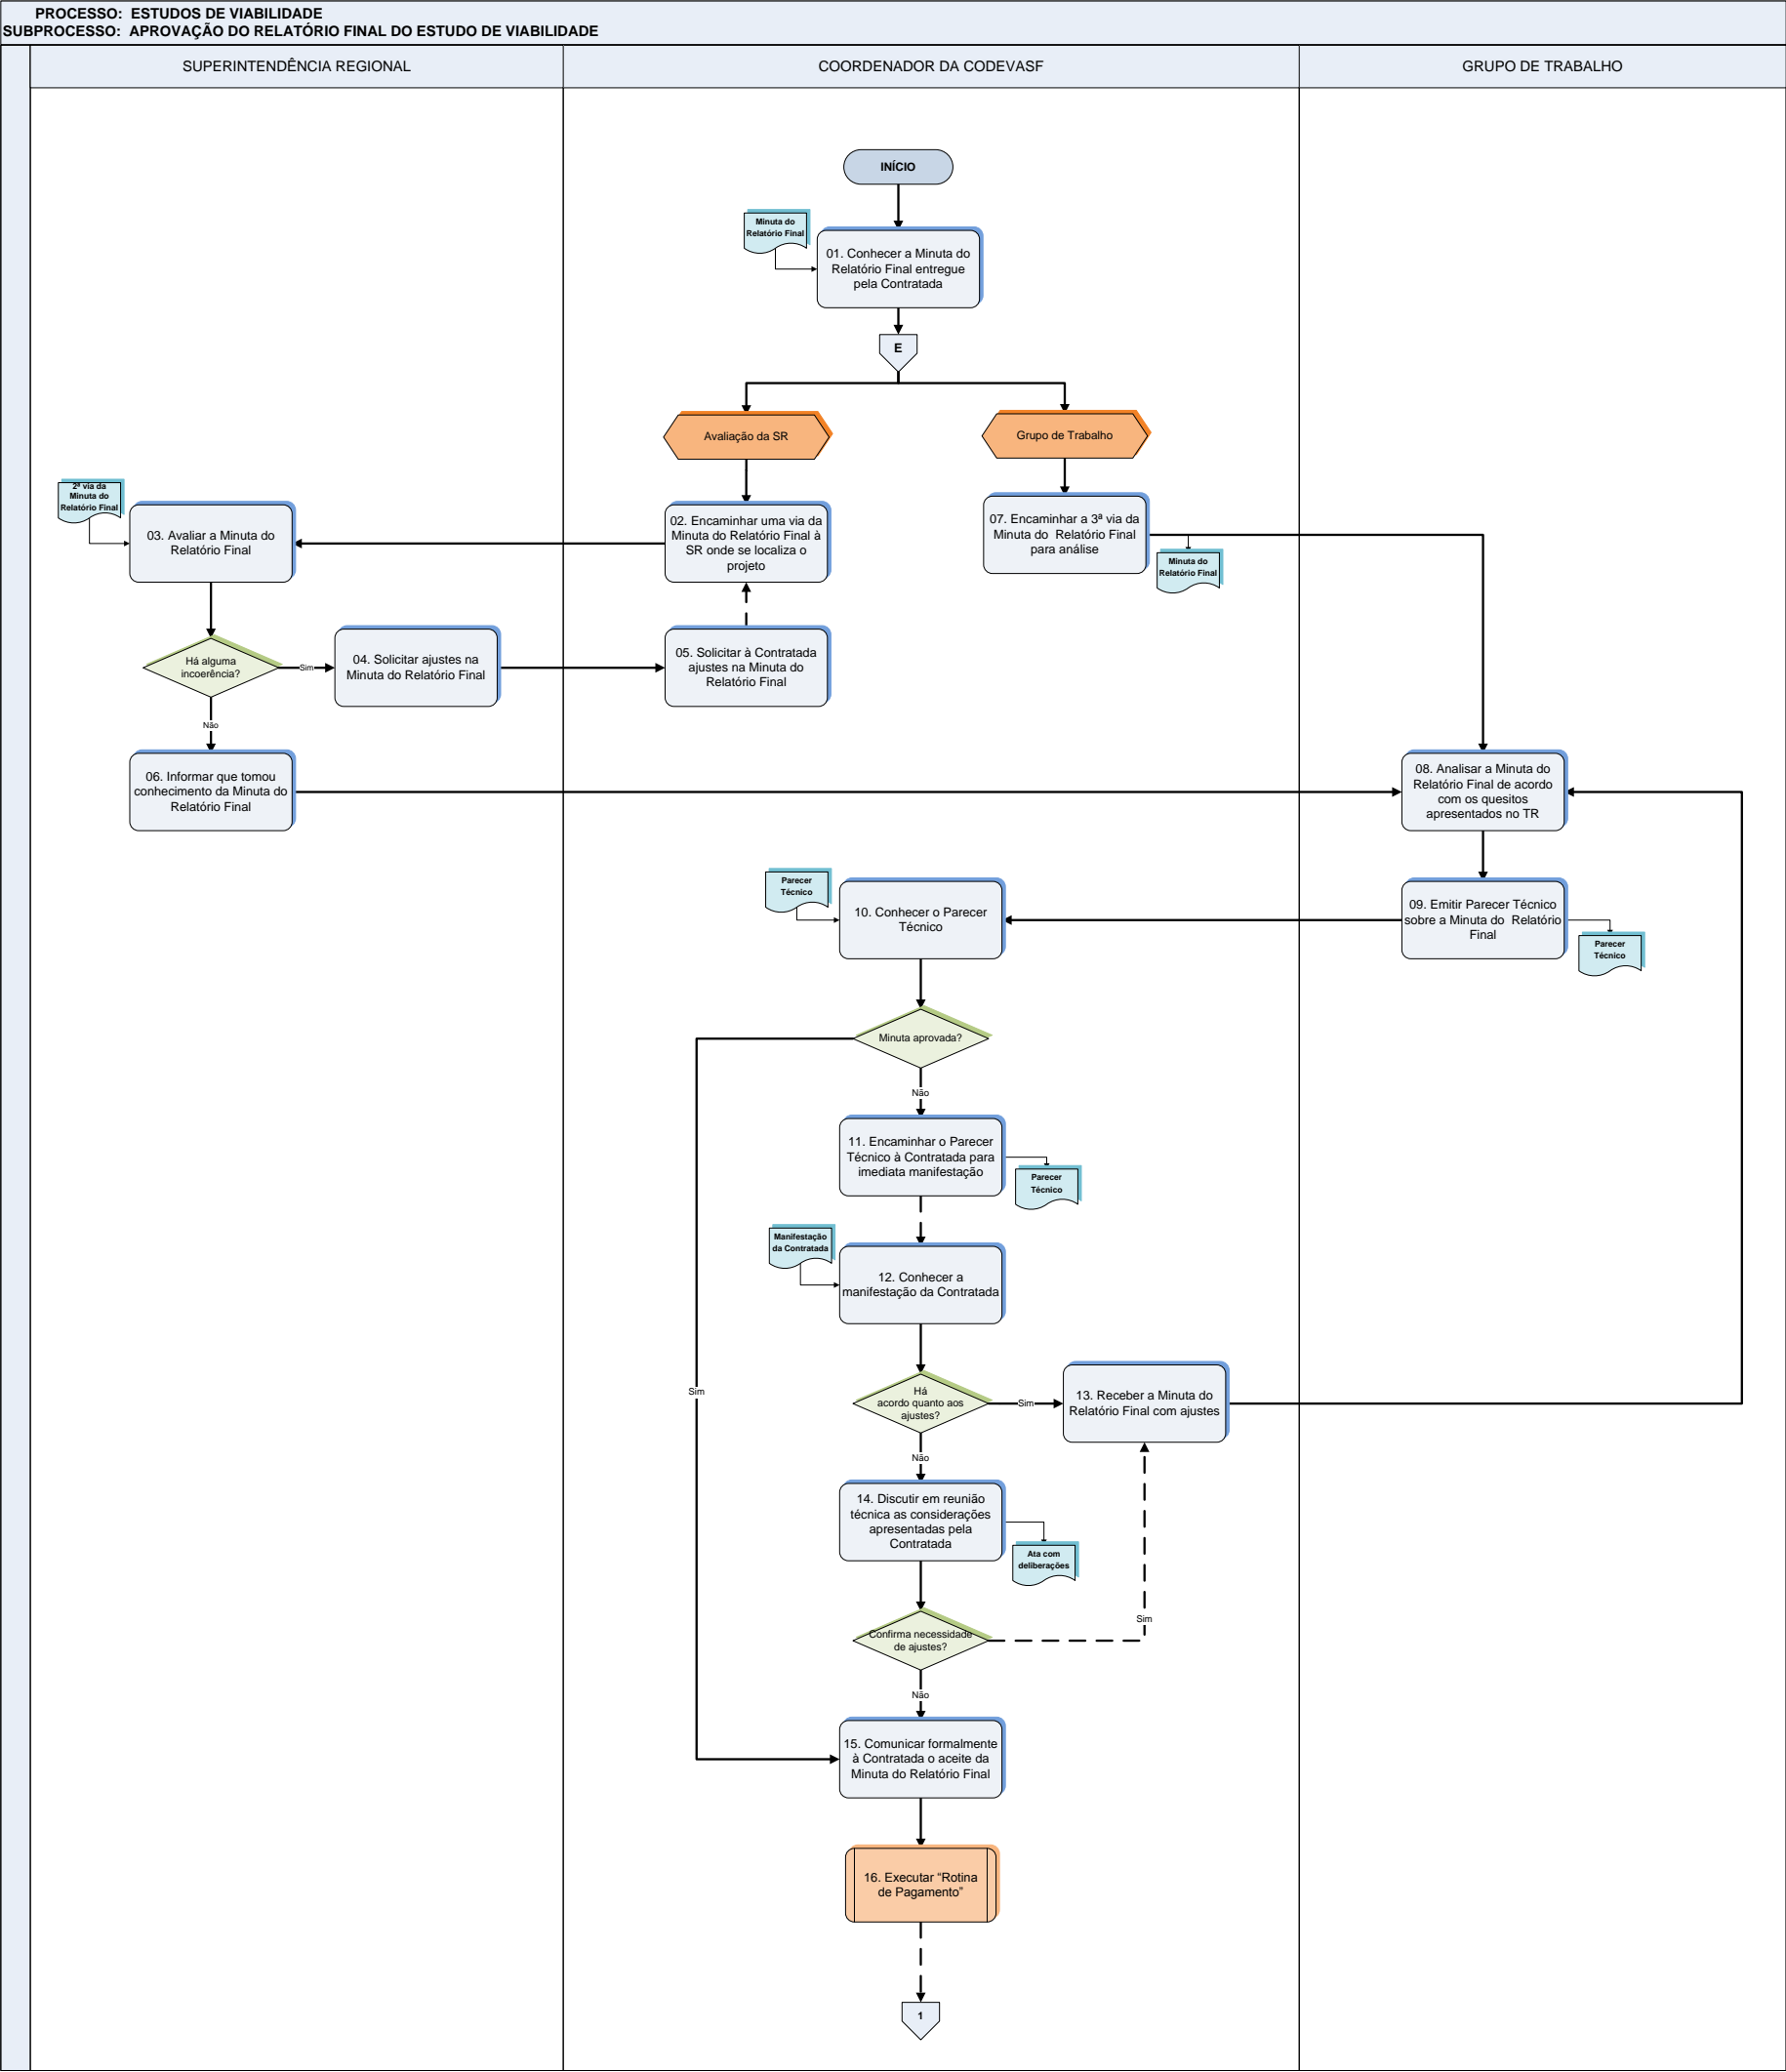 PROCESSO: ESTUDOS DE VIABILIDADE
SUBPROCESSO: APROVAÇÃO DO RELATÓRIO FINAL DO ESTUDO DE VIABILIDADE
SUPERINTENDÊNCIA REGIONAL
COORDENADOR DA CODEVASF
GRUPO DE TRABALHO
INÍCIO
Minuta do
Relatório Final
01. Conhecer a Minuta do
Relatório Final entregue
pela Contratada
E
Avaliação da SR
Grupo de Trabalho
2ª via da
Minuta do
Relatório Final
03. Avaliar a Minuta do
Relatório Final
02. Encaminhar uma via da
Minuta do Relatório Final à
SR onde se localiza o
projeto
07. Encaminhar a 3ª via da
Minuta do Relatório Final
para análise
Minuta do
Relatório Final
Há alguma
incoerência?
Sim
04. Solicitar ajustes na
Minuta do Relatório Final
05. Solicitar à Contratada
ajustes na Minuta do
Relatório Final
Não
06. Informar que tomou
conhecimento da Minuta do
Relatório Final
08. Analisar a Minuta do
Relatório Final de acordo
com os quesitos
apresentados no TR
Parecer
Técnico
10. Conhecer o Parecer
Técnico
09. Emitir Parecer Técnico
sobre a Minuta do Relatório
Final
Parecer
Técnico
Minuta aprovada?
Não
11. Encaminhar o Parecer
Técnico à Contratada para
imediata manifestação
Parecer
Técnico
Manifestação
da Contratada
12. Conhecer a
manifestação da Contratada
Sim
Há
acordo quanto aos
ajustes?
Sim
13. Receber a Minuta do
Relatório Final com ajustes
Não
14. Discutir em reunião
técnica as considerações
apresentadas pela
Contratada
Ata com
deliberações
Confirma necessidade
de ajustes?
Sim
Não
15. Comunicar formalmente
à Contratada o aceite da
Minuta do Relatório Final
16. Executar “Rotina
de Pagamento”
1